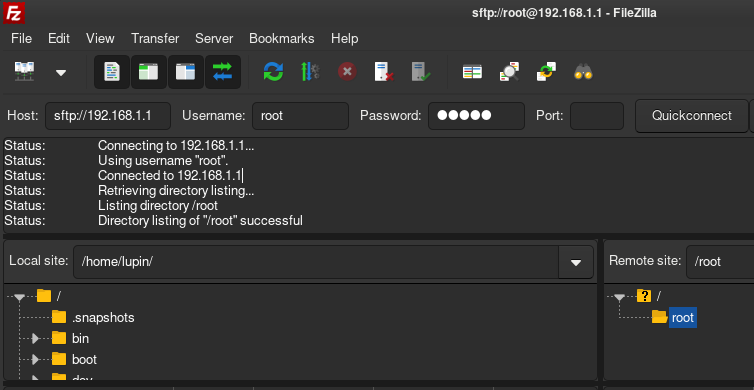 Fz
sftp://root@192.168.1.1 - FileZilla
File Edit View Transfer Server Bookmarks Help
Host: sftp://192.168.1.1 Username: root Password: ●●●●● Port: Quickconnect
Status: Connecting to 192.168.1.1...
Status: Using username "root".
Status: Connected to 192.168.1.1
Status: Retrieving directory listing...
Status: Listing directory /root
Status: Directory listing of "/root" successful
Local site: /home/lupin/ Remote site: /root
/ ? /
.snapshots root
bin
boot
dev